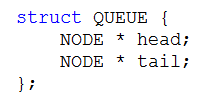 struct QUEUE {
    NODE * head;
    NODE * tail;
};